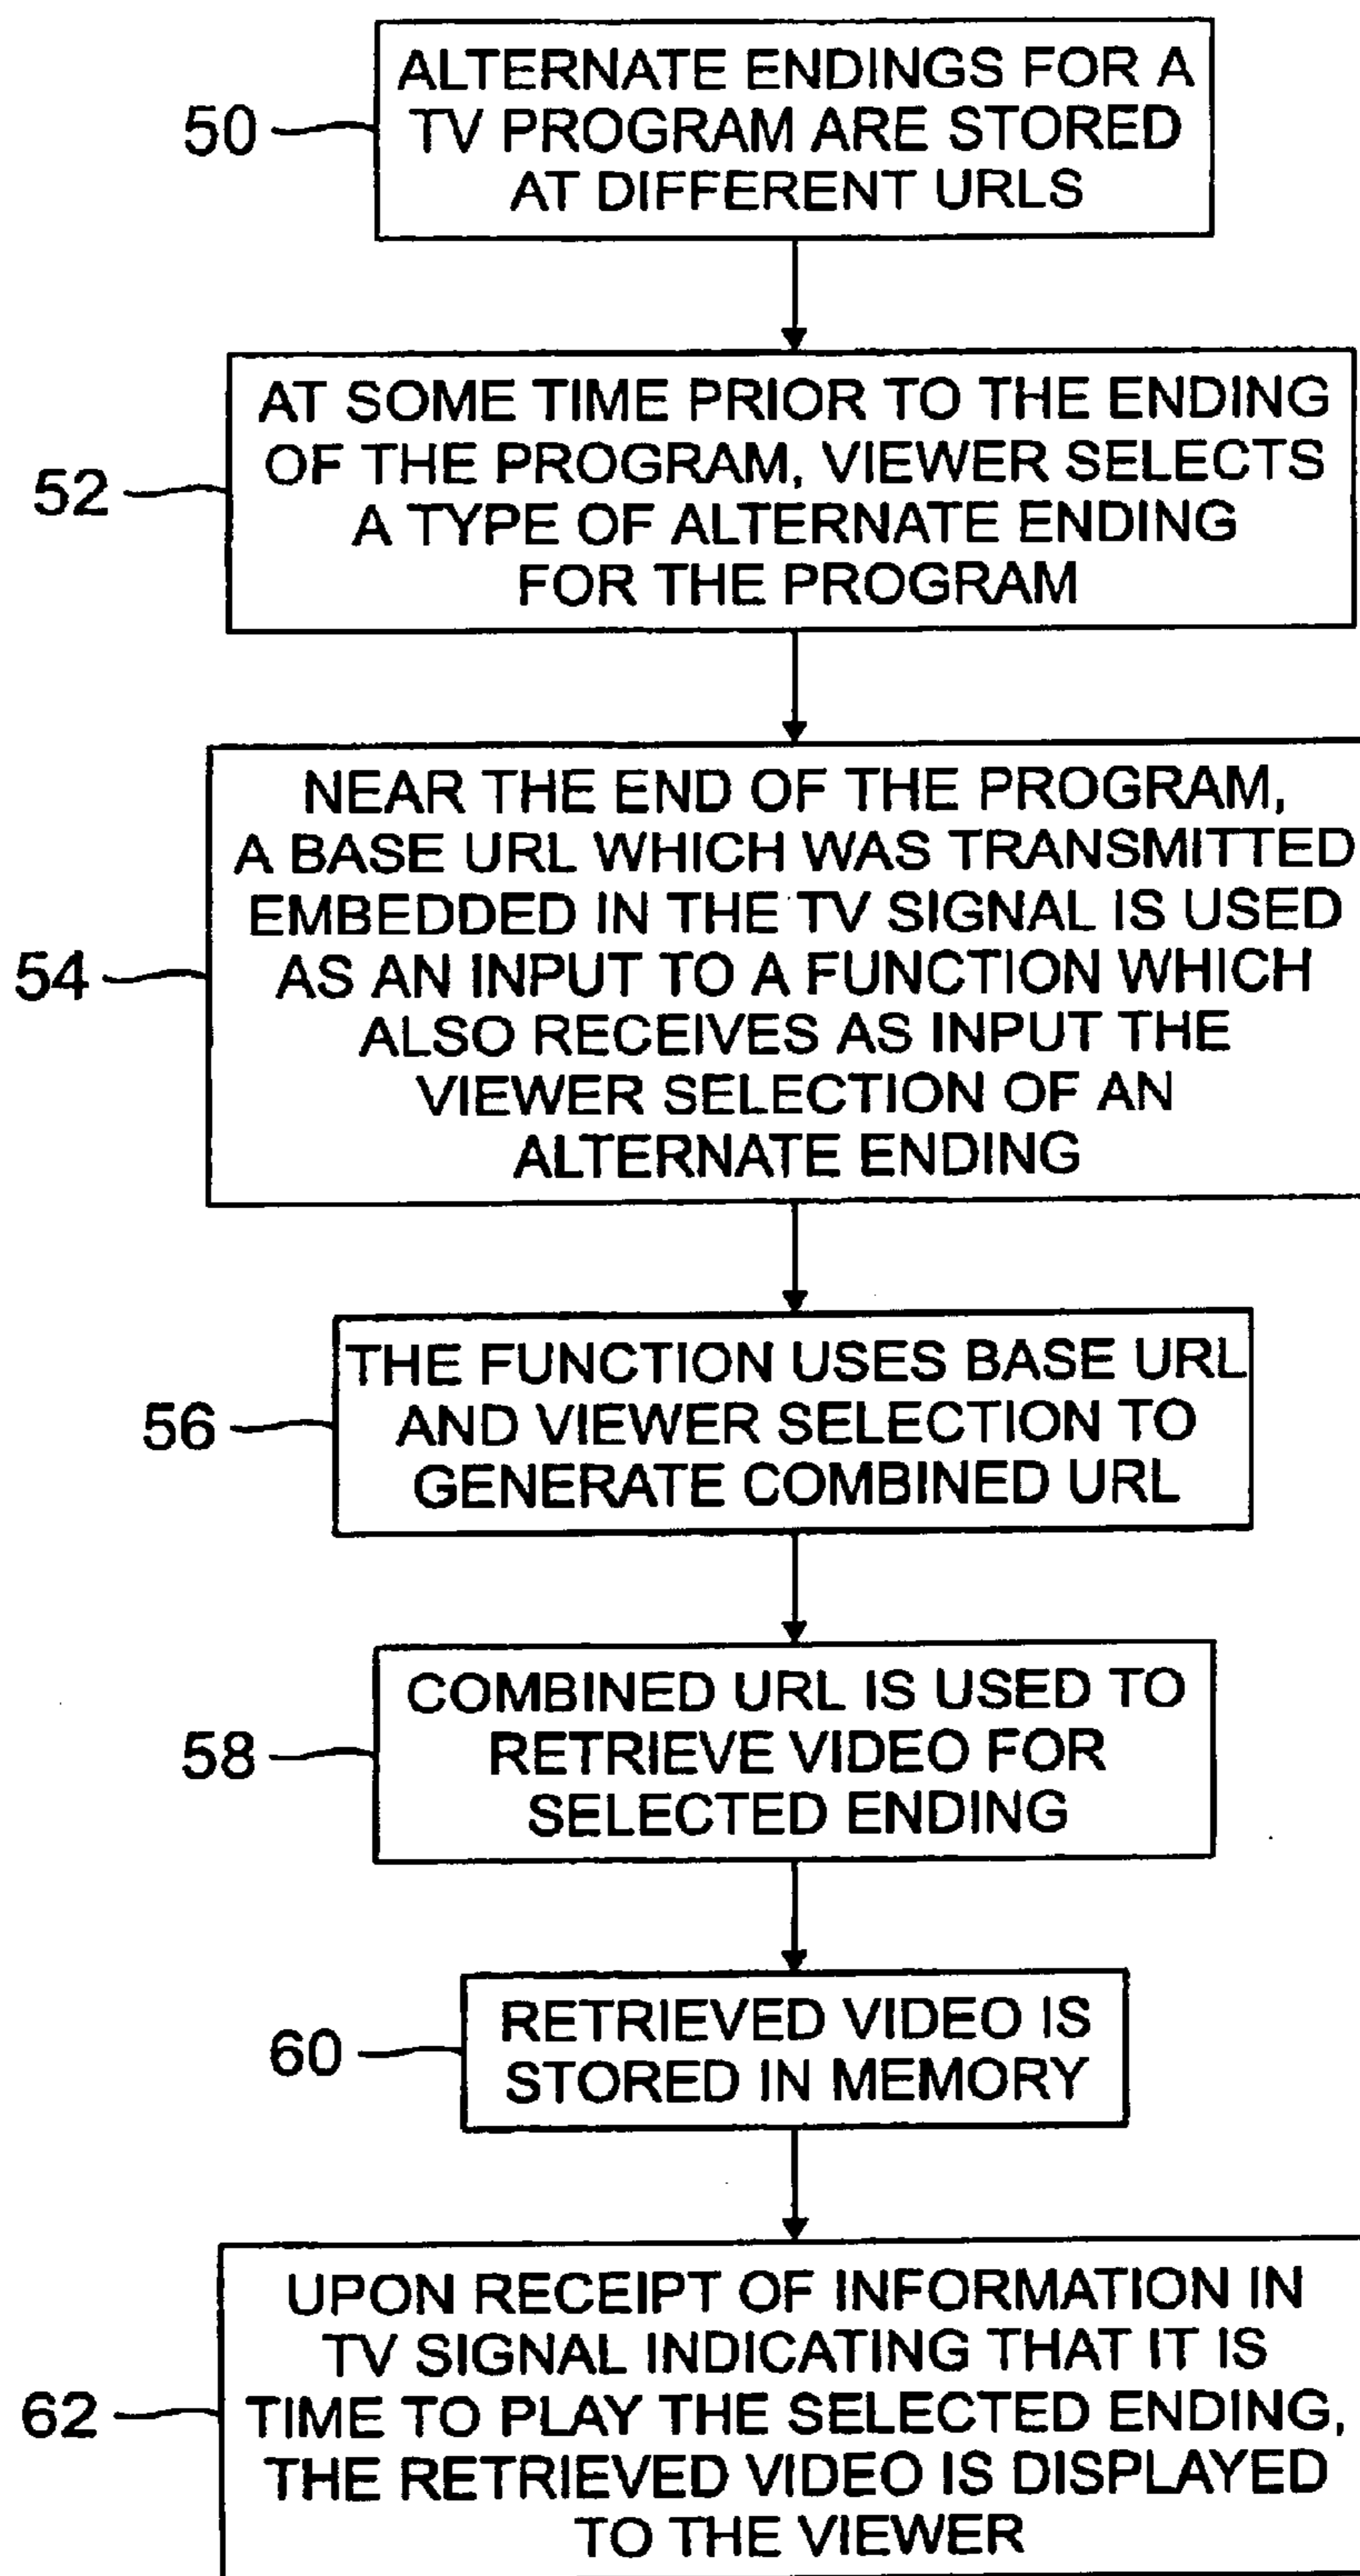 50
ALTERNATE ENDINGS FOR A
TV PROGRAM ARE STORED
AT DIFFERENT URLS
52
AT SOME TIME PRIOR TO THE ENDING
OF THE PROGRAM, VIEWER SELECTS
A TYPE OF ALTERNATE ENDING
FOR THE PROGRAM
54
NEAR THE END OF THE PROGRAM,
A BASE URL WHICH WAS TRANSMITTED
EMBEDDED IN THE TV SIGNAL IS USED
AS AN INPUT TO A FUNCTION WHICH
ALSO RECEIVES AS INPUT THE
VIEWER SELECTION OF AN
ALTERNATE ENDING
56
THE FUNCTION USES BASE URL
AND VIEWER SELECTION TO
GENERATE COMBINED URL
58
COMBINED URL IS USED TO
RETRIEVE VIDEO FOR
SELECTED ENDING
60
RETRIEVED VIDEO IS
STORED IN MEMORY
62
UPON RECEIPT OF INFORMATION IN
TV SIGNAL INDICATING THAT IT IS
TIME TO PLAY THE SELECTED ENDING,
THE RETRIEVED VIDEO IS DISPLAYED
TO THE VIEWER